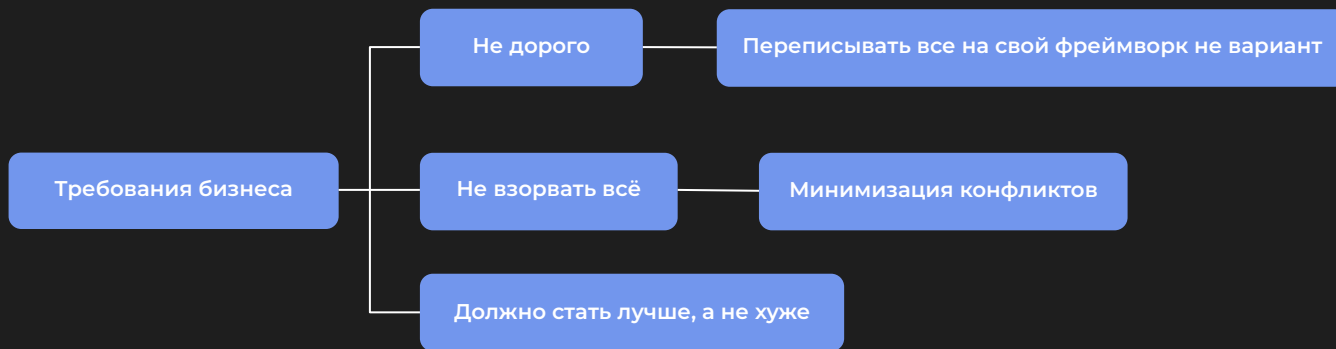 Не дорого
Переписывать все на свой фреймворк не вариант
Требования бизнеса
Не взорвать всё
Минимизация конфликтов
Должно стать лучше, а не хуже